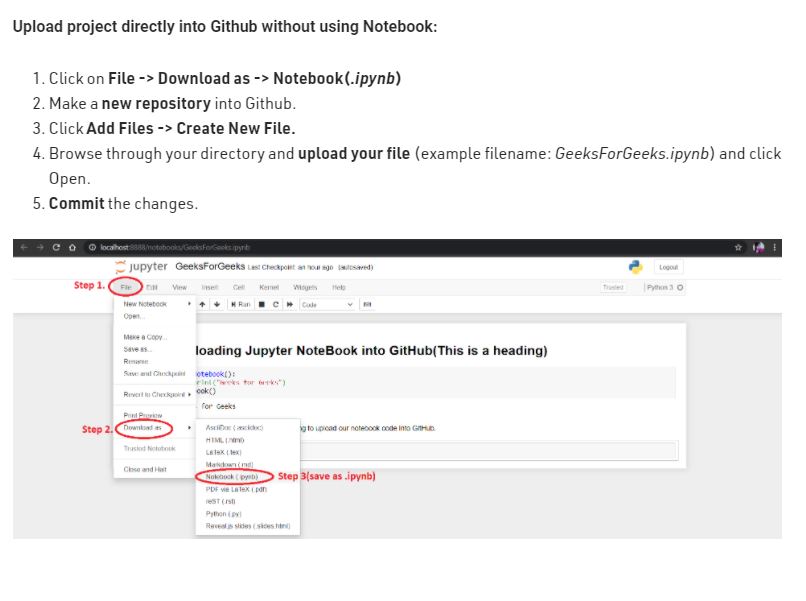 Upload project directly into Github without using Notebook:
1. Click on File -> Download as -> Notebook(.ipynb)
2. Make a new repository into Github.
3. Click Add Files -> Create New File.
4. Browse through your directory and upload your file (example filename: GeeksForGeeks.ipynb) and click
Open.
5. Commit the changes.
localhost:8888/notebooks/GeeksForGeeks.ipynb
jupyter GeeksForGeeks Last Checkpoint: an hour ago (autosaved)
Logout
Step 1.
File Edit View Insert Cell Kernel Widgets Help
Trusted
Python 3
New Notebook
Run
Code
Open...
Make a Copy...
Save as...
Rename...
Save and Checkpoint
Revert to Checkpoint
Print Preview
Step 2.
Download as
Trusted Notebook
Close and Halt
loading Jupyter NoteBook into GitHub(This is a heading)
otebook():
rint("Geeks for Geeks")
ook()
for Geeks
g to upload our notebook code into GitHub.
AsciiDoc (.asciidoc)
HTML (.html)
LaTeX (.tex)
Markdown (.md)
Notebook (.ipynb)
Step 3(save as .ipynb)
PDF via LaTeX (.pdf)
reST (.rst)
Python (.py)
Reveal.js slides (.slides.html)